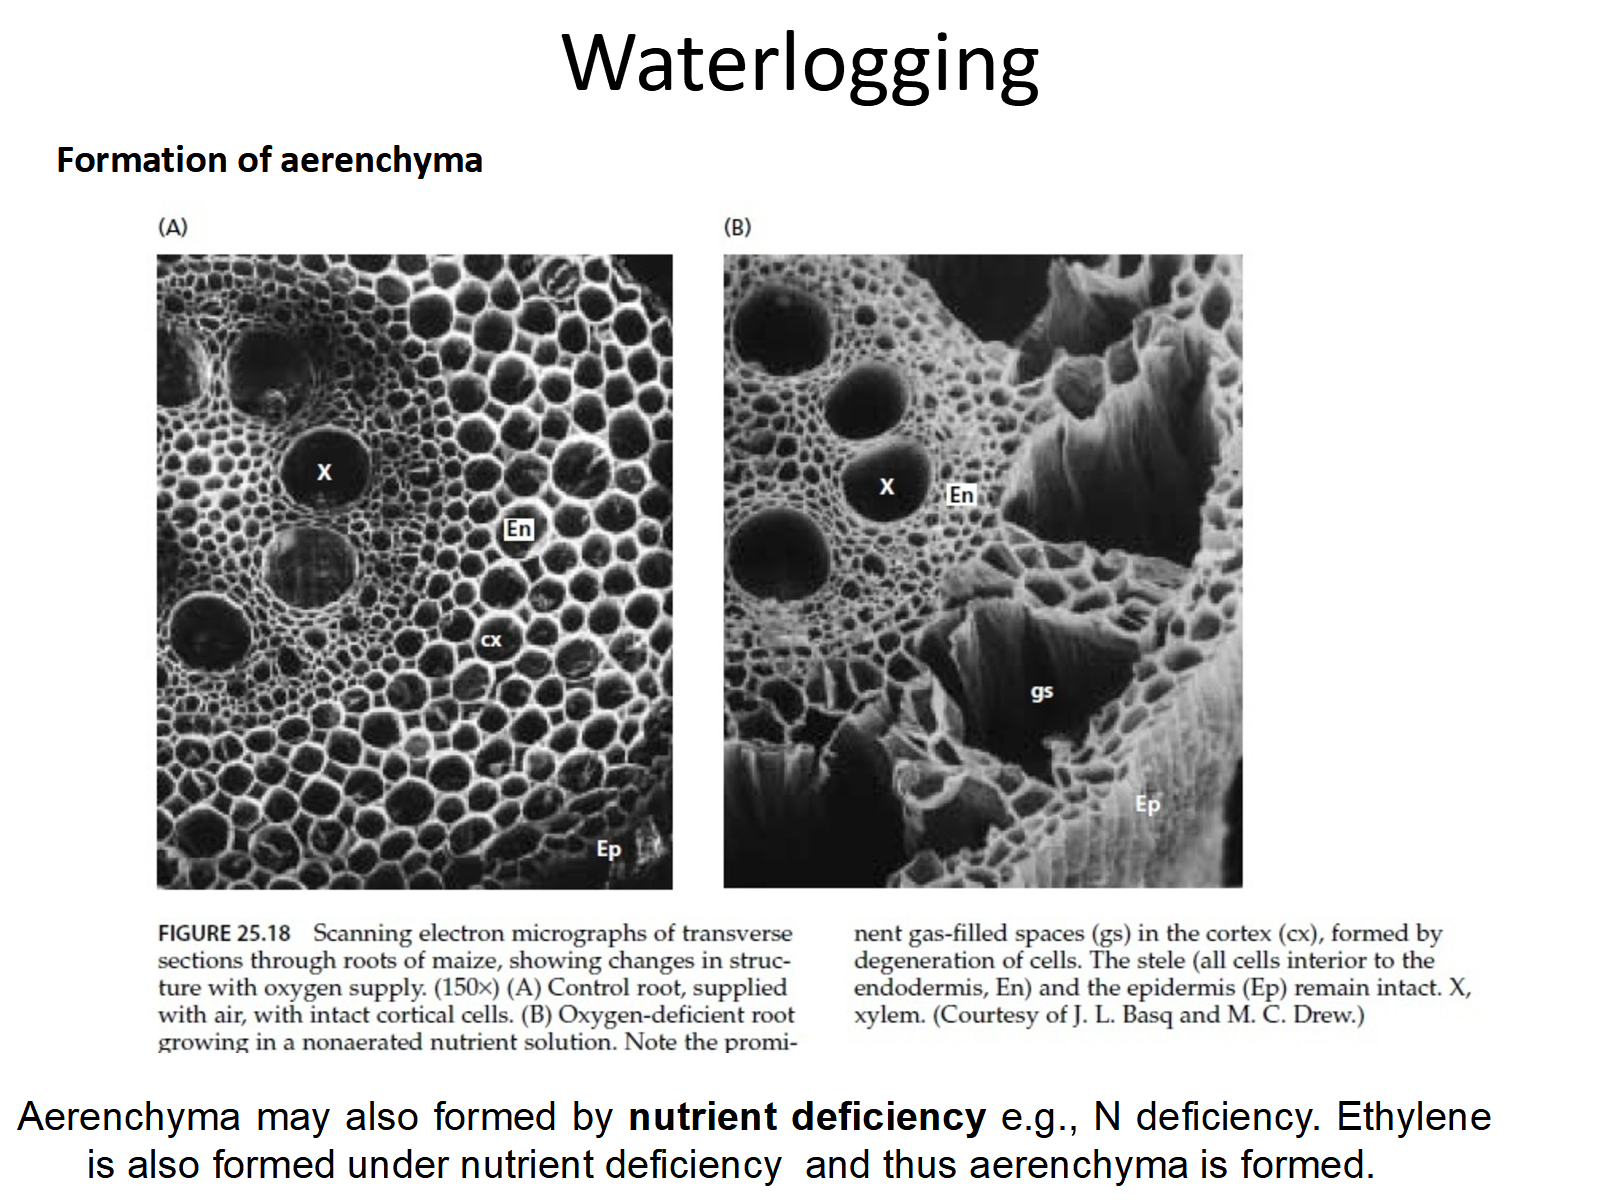 Waterlogging
Formation of aerenchyma
(A)
(B)
X
En
cx
Ep
X
En
gs
Ep
FIGURE 25.18 Scanning electron micrographs of transverse
sections through roots of maize, showing changes in struc-
ture with oxygen supply. (150×) (A) Control root, supplied
with air, with intact cortical cells. (B) Oxygen-deficient root
growing in a nonaerated nutrient solution. Note the promi-
nent gas-filled spaces (gs) in the cortex (cx), formed by
degeneration of cells. The stele (all cells interior to the
endodermis, En) and the epidermis (Ep) remain intact. X,
xylem. (Courtesy of J. L. Basq and M. C. Drew.)
Aerenchyma may also formed by nutrient deficiency e.g., N deficiency. Ethylene
is also formed under nutrient deficiency and thus aerenchyma is formed.